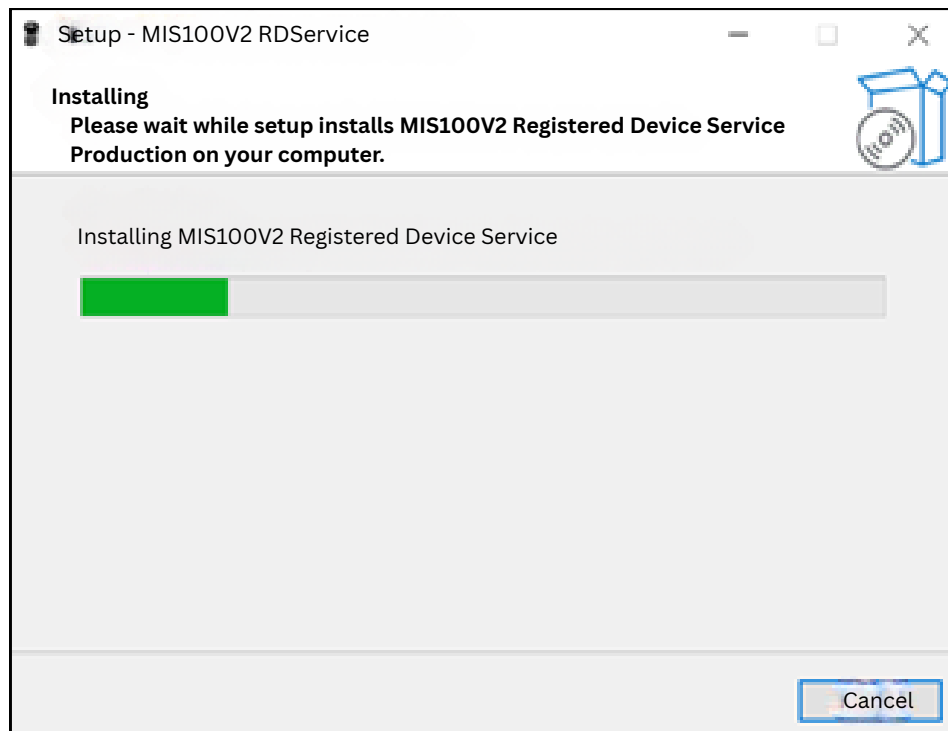 Setup - MIS100V2 RDService
Installing
Please wait while setup installs MIS100V2 Registered Device Service
Production on your computer.
Installing MIS100V2 Registered Device Service
Cancel